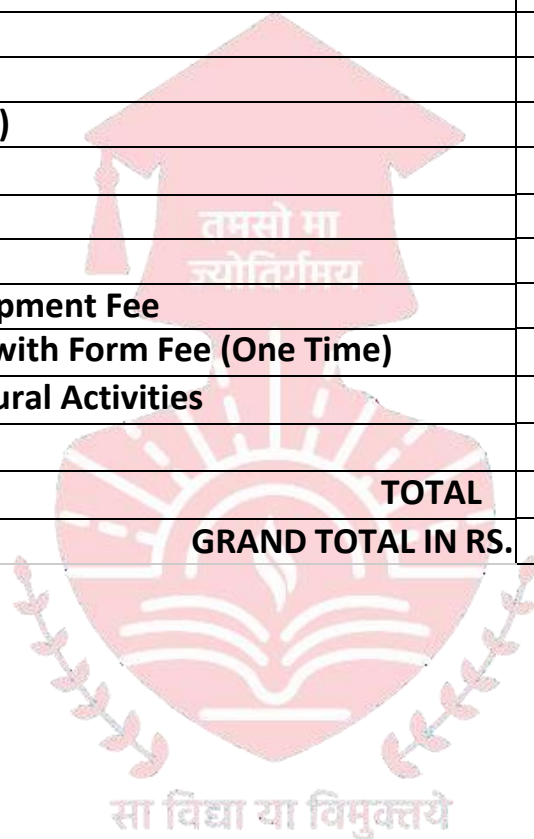 )
तमसो मा
ज्योतिर्गमय
pment Fee
with Form Fee (One Time)
ural Activities
TOTAL
GRAND TOTAL IN RS.
सा विद्या या विमुक्तये